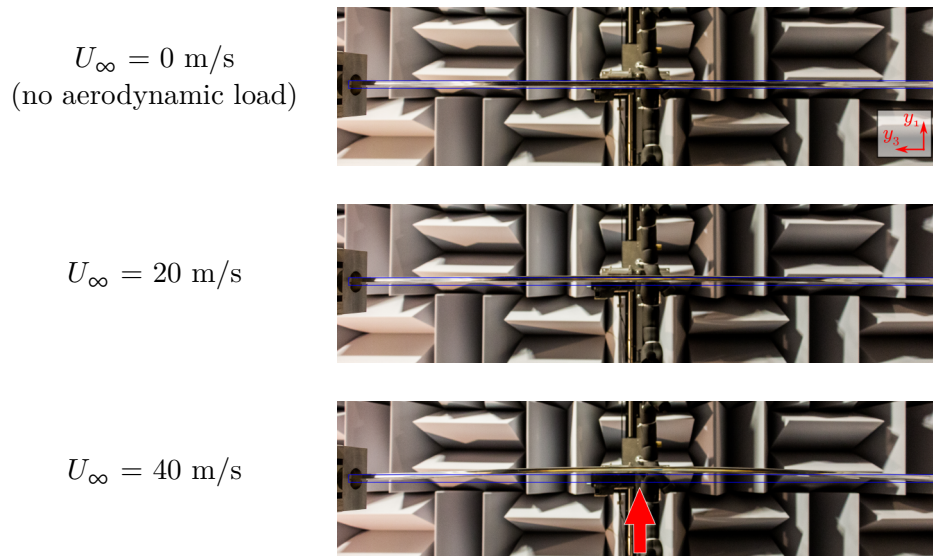 U∞ = 0 m/s
(no aerodynamic load)
y₁
y₃
U∞ = 20 m/s
U∞ = 40 m/s